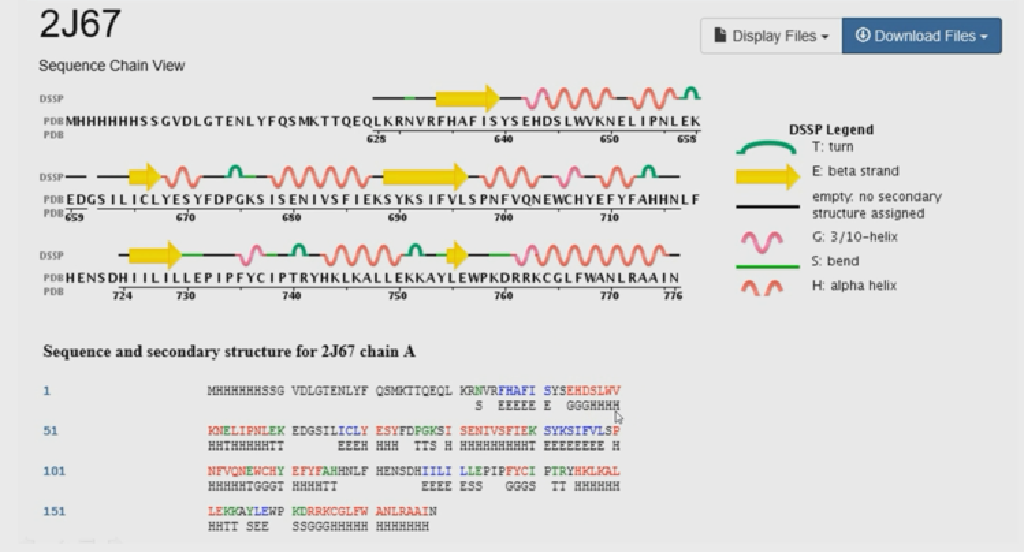 2J67
Display Files
Download Files
Sequence Chain View
DSSP
PDB MHHHHHHSSGVDLGTENLYFQSMKTTQEQLKRNVRFHAFISYSEHDSLWVKNELIPNLEK
PDB
628 640 650 658
DSSP
PDB EDGSILICLYESYFDPGKSISENIVSFIEKSYKSIFVLSPNFVQNEWCHYEFYFAHHNLF
PDB
659 670 680 690 700 710
DSSP
PDB HENSDHIILILLEPIPFYCIPTRYHKLKALLEKKAYLEWPKDRRKCGLFWANLRAAIN
PDB
724 730 740 750 760 770 776
DSSP Legend
T: turn
E: beta strand
empty: no secondary
structure assigned
G: 3/10-helix
S: bend
H: alpha helix
Sequence and secondary structure for 2J67 chain A
1 MHHHHHHSSG VDLGTENLYF QSMKTTQEQL KRNVRFHAFI SYSEHDSLWV
S EEEEE E GGGHHHH
51 KNELIPNLEK EDGSILICLY ESYFDPGKSI SENIVSFIEK SYKSIFVLSP
HHTHHHHHTT EEEH HHH TTS H HHHHHHHHHT EEEEEEEE H
101 NFVQNEWCHY EFYFAHHNLF HENSDHIILI LLEPIPFYCI PTRYHKLKAL
HHHHHTGGGT HHHHTT EEEE ESS GGGS TT HHHHHH
151 LEKKAYLEWP KDRRKCGLFW ANLRAAIN
HHTT SEE SSGGGHHHHH HHHHHHH